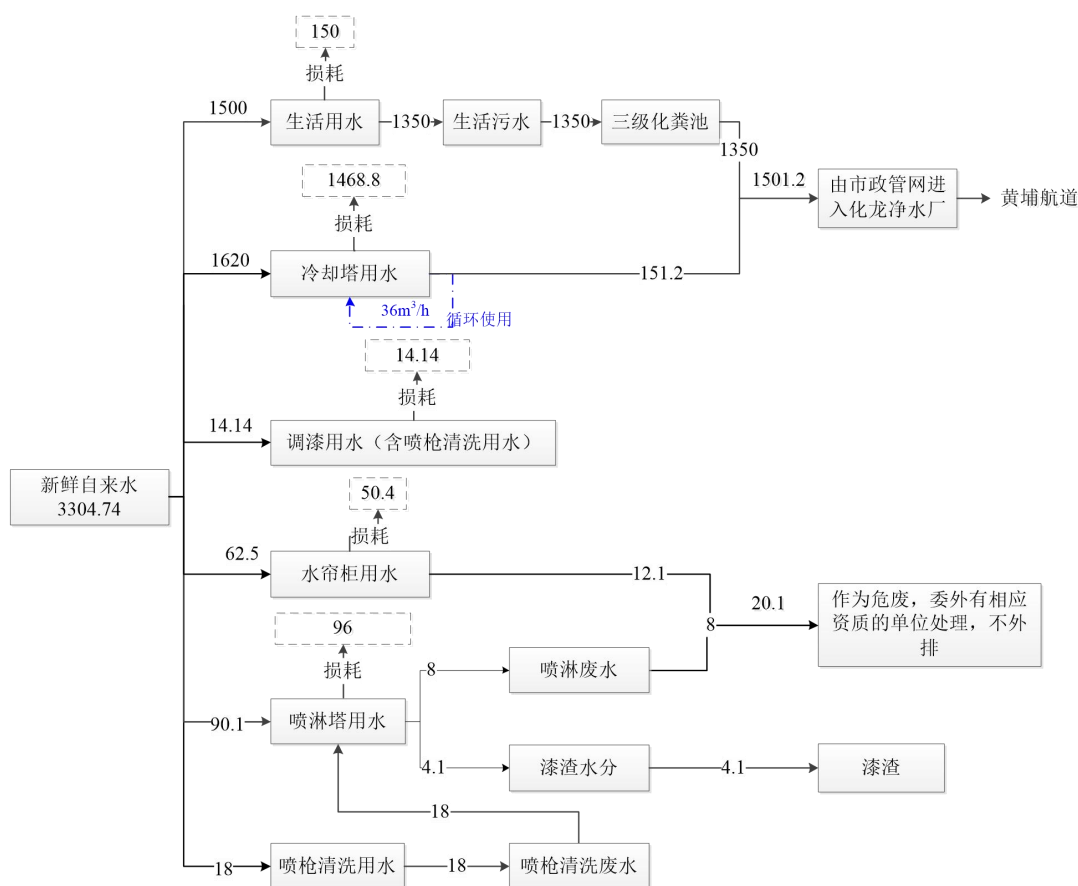 150
损耗
1500
生活用水
1350
生活污水
1350
三级化粪池
1350
1468.8
损耗
1501.2
由市政管网进
入化龙净水厂
黄埔航道
1620
冷却塔用水
151.2
36m³/h
循环使用
14.14
损耗
14.14
调漆用水（含喷枪清洗用水）
新鲜自来水
3304.74
50.4
损耗
62.5
水帘柜用水
12.1
20.1
8
作为危废，委外有相应
资质的单位处理，不外
排
96
损耗
8
喷淋废水
90.1
喷淋塔用水
4.1
漆渣水分
4.1
漆渣
18
18
喷枪清洗用水
18
喷枪清洗废水